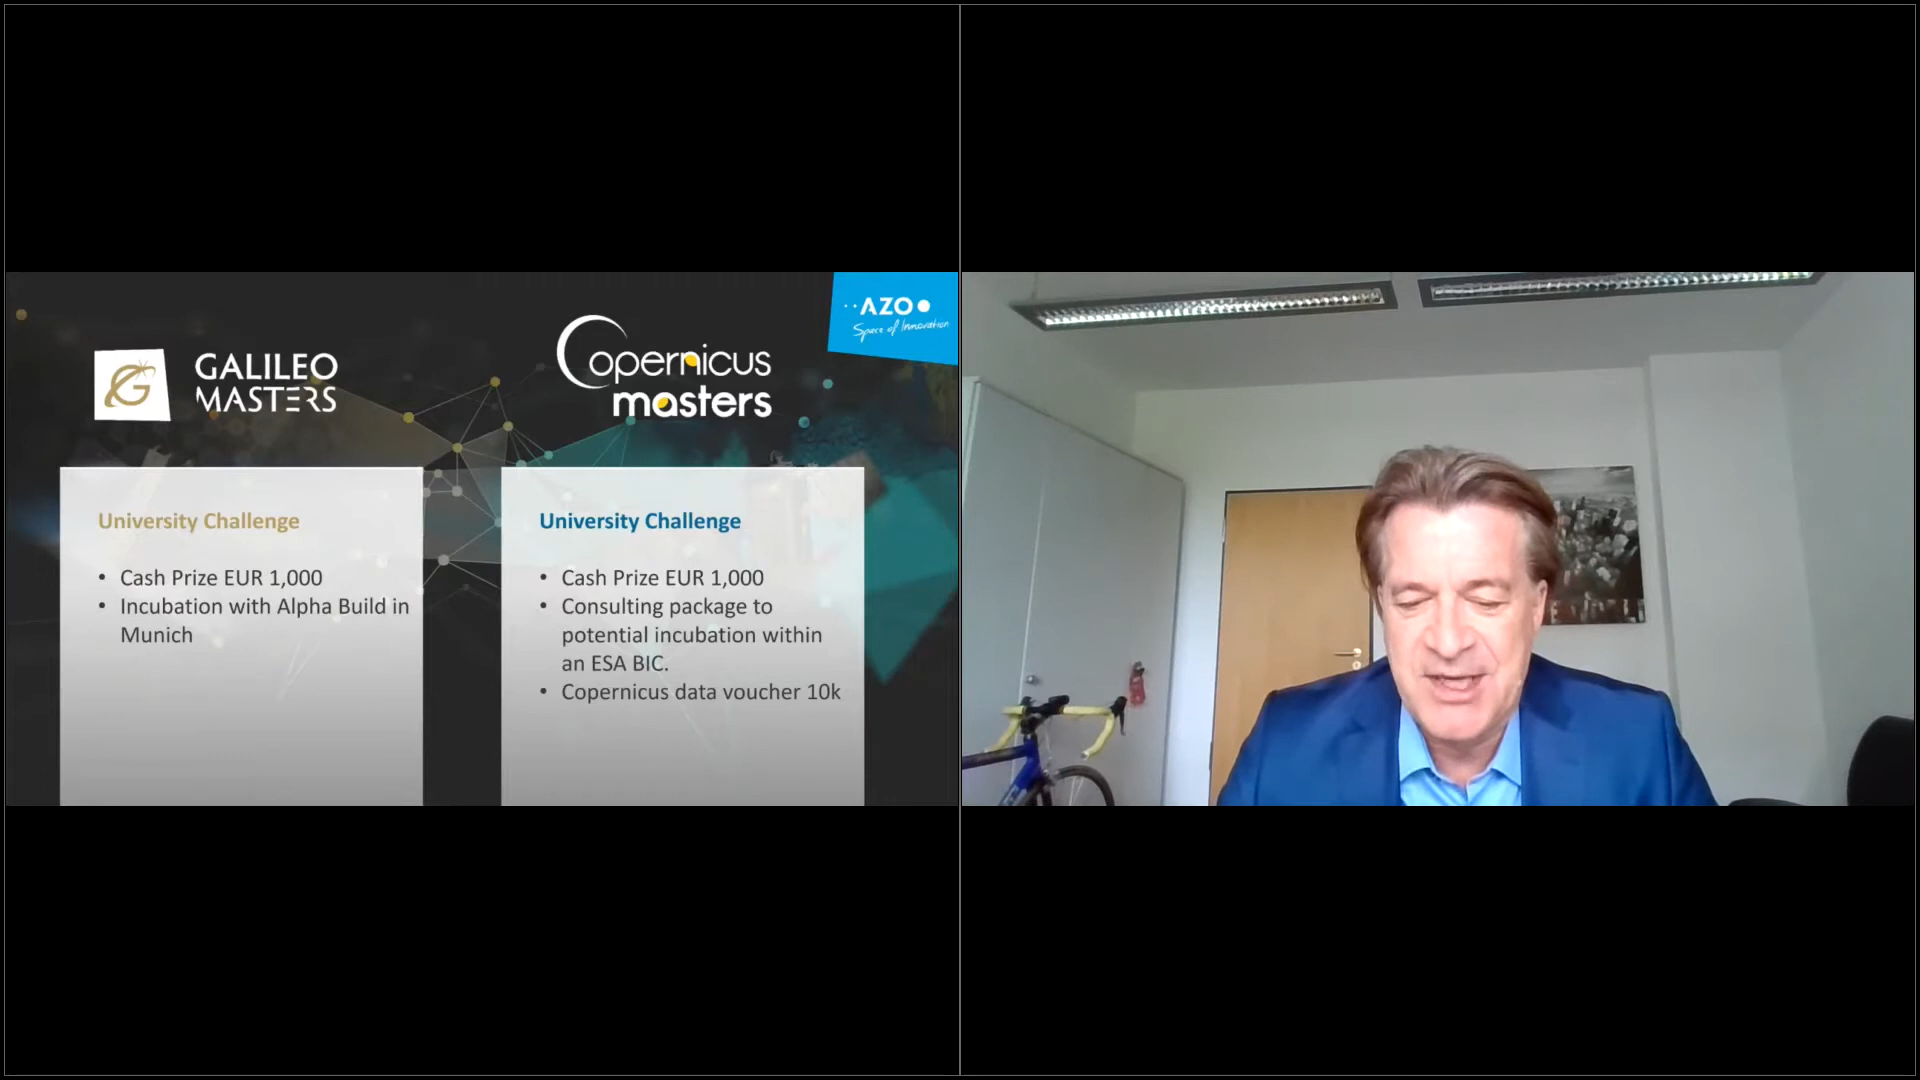 AZO
Space of Innovation
GALILEO
MASTERS
Copernicus
masters
University Challenge
• Cash Prize EUR 1,000
• Incubation with Alpha Build in
Munich
University Challenge
• Cash Prize EUR 1,000
• Consulting package to
potential incubation within
an ESA BIC.
• Copernicus data voucher 10k